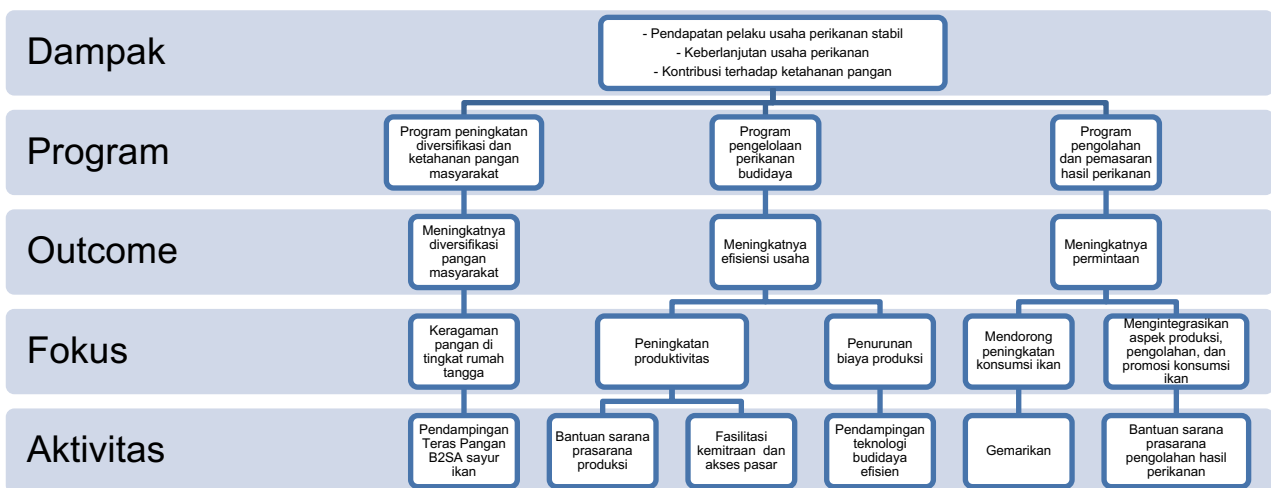 Dampak
- Pendapatan pelaku usaha perikanan stabil
- Keberlanjutan usaha perikanan
- Kontribusi terhadap ketahanan pangan
Program
Program peningkatan
diversifikasi dan
ketahanan pangan
masyarakat
Program
pengelolaan
perikanan
budidaya
Program
pengolahan
dan pemasaran
hasil perikanan
Outcome
Meningkatnya
diversifikasi
pangan
masyarakat
Meningkatnya
efisiensi usaha
Meningkatnya
permintaan
Fokus
Keragaman
pangan di
tingkat rumah
tangga
Peningkatan
produktivitas
Penurunan
biaya produksi
Mendorong
peningkatan
konsumsi ikan
Mengintegrasikan
aspek produksi,
pengolahan, dan
promosi konsumsi
ikan
Aktivitas
Pendampingan
Teras Pangan
B2SA sayur
ikan
Bantuan sarana
prasarana
produksi
Fasilitasi
kemitraan dan
akses pasar
Pendampingan
teknologi
budidaya
efisien
Gemarikan
Bantuan sarana
prasarana
pengolahan hasil
perikanan